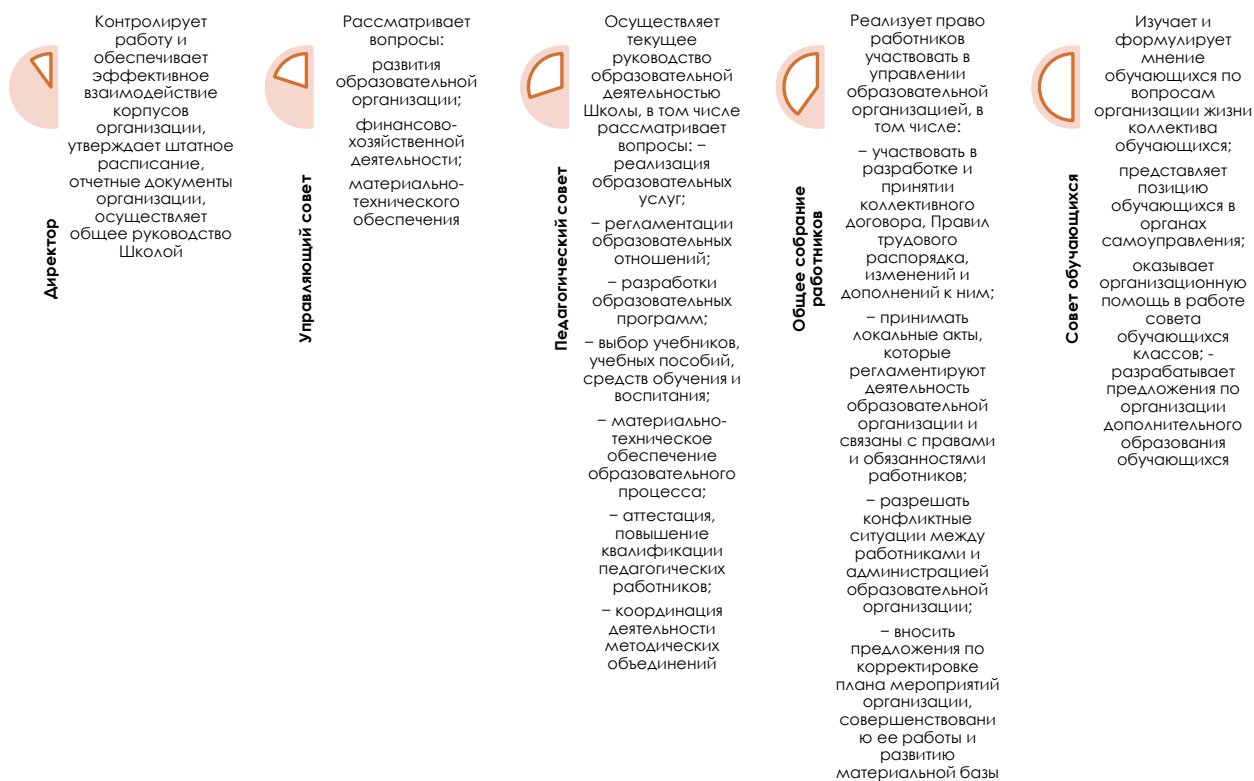 Директор
Контролирует
работу и
обеспечивает
эффективное
взаимодействие
корпусов
организации,
утверждает штатное
расписание,
отчетные документы
организации,
осуществляет
общее руководство
Школой
Управляющий совет
Рассматривает
вопросы:
развития
образовательной
организации;
финансово-
хозяйственной
деятельности;
материально-
технического
обеспечения
Педагогический совет
Осуществляет
текущее
руководство
образовательной
деятельностью
Школы, в том числе
рассматривает
вопросы: −
реализация
образовательных
услуг;
− регламентации
образовательных
отношений;
− разработки
образовательных
программ;
− выбор учебников,
учебных пособий,
средств обучения и
воспитания;
− материально-
техническое
обеспечение
образовательного
процесса;
− аттестация,
повышение
квалификации
педагогических
работников;
− координация
деятельности
методических
объединений
Общее собрание
работников
Реализует право
работников
участвовать в
управлении
образовательной
организацией, в
том числе:
− участвовать в
разработке и
принятии
коллективного
договора, Правил
трудового
распорядка,
изменений и
дополнений к ним;
− принимать
локальные акты,
которые
регламентируют
деятельность
образовательной
организации и
связаны с правами
и обязанностями
работников;
− разрешать
конфликтные
ситуации между
работниками и
администрацией
образовательной
организации;
− вносить
предложения по
корректировке
плана мероприятий
организации,
совершенствовани
ю ее работы и
развитию
материальной базы
Совет обучающихся
Изучает и
формулирует
мнение
обучающихся по
вопросам
организации жизни
коллектива
обучающихся;
представляет
позицию
обучающихся в
органах
самоуправления;
оказывает
организационную
помощь в работе
совета
обучающихся
классов; -
разрабатывает
предложения по
организации
дополнительного
образования
обучающихся